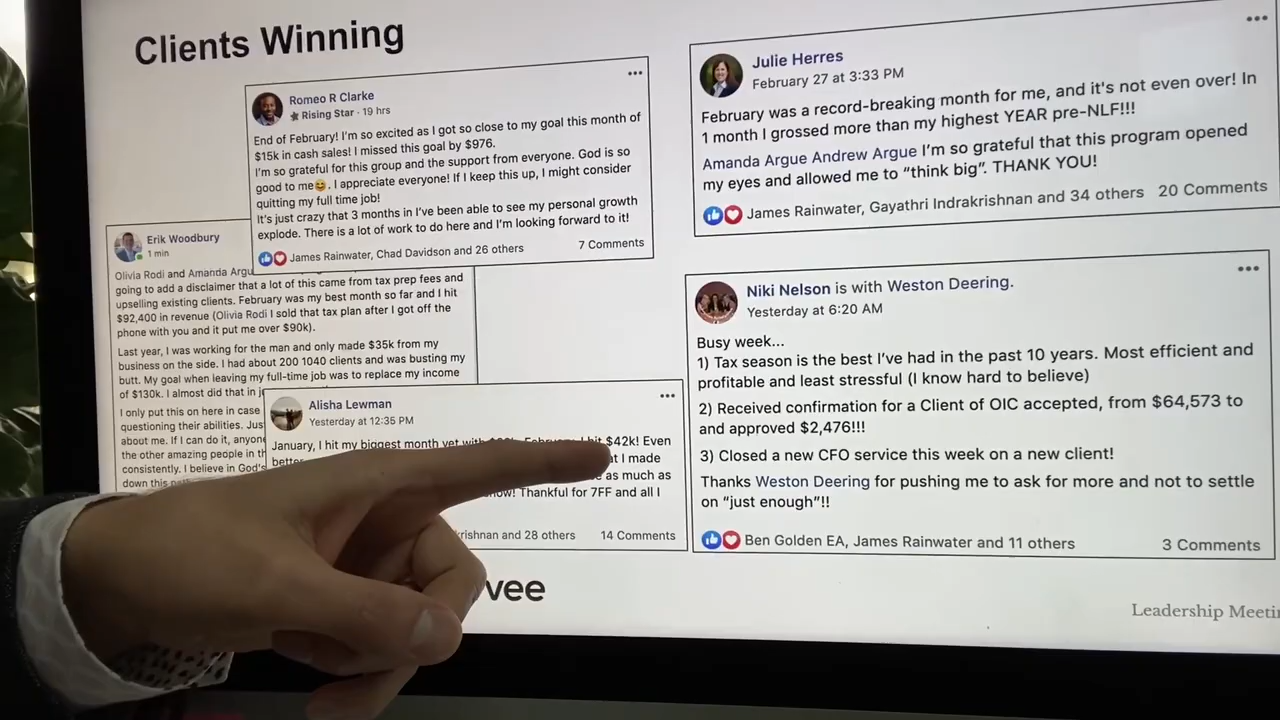 Clients Winning
Romeo R Clarke
Rising Star · 19 hrs
End of February! I'm so excited as I got so close to my goal this month of
$15k in cash sales! I missed this goal by $976.
I'm so grateful for this group and the support from everyone. God is so
good to me😅. I appreciate everyone! If I keep this up, I might consider
quitting my full time job!
It's just crazy that 3 months in I've been able to see my personal growth
explode. There is a lot of work to do here and I'm looking forward to it!
James Rainwater, Chad Davidson and 26 others
7 Comments
Erik Woodbury
1 min
Olivia Rodi and Amanda Argu
going to add a disclaimer that a lot of this came from tax prep fees and
upselling existing clients. February was my best month so far and I hit
$92,400 in revenue (Olivia Rodi I sold that tax plan after I got off the
phone with you and it put me over $90k).
Last year, I was working for the man and only made $35k from my
business on the side. I had about 200 1040 clients and was busting my
butt. My goal when leaving my full-time job was to replace my income
of $130k. I almost did that in
I only put this on here in case
questioning their abilities. Jus
about me. If I can do it, anyone
the other amazing people in th
consistently. I believe in God's
down this
Alisha Lewman
Yesterday at 12:35 PM
January, I hit my biggest month yet with February I hit $42k! Even
better
I made
as much as
now! Thankful for 7FF and all I
krishnan and 28 others
14 Comments
Julie Herres
February 27 at 3:33 PM
February was a record-breaking month for me, and it's not even over! In
1 month I grossed more than my highest YEAR pre-NLF!!!
Amanda Argue Andrew Argue I'm so grateful that this program opened
my eyes and allowed me to “think big”. THANK YOU!
James Rainwater, Gayathri Indrakrishnan and 34 others
20 Comments
Niki Nelson is with Weston Deering.
Yesterday at 6:20 AM
Busy week...
1) Tax season is the best I've had in the past 10 years. Most efficient and
profitable and least stressful (I know hard to believe)
2) Received confirmation for a Client of OIC accepted, from $64,573 to
and approved $2,476!!!
3) Closed a new CFO service this week on a new client!
Thanks Weston Deering for pushing me to ask for more and not to settle
on “just enough”!!
Ben Golden EA, James Rainwater and 11 others
3 Comments
vee
Leadership Meetin